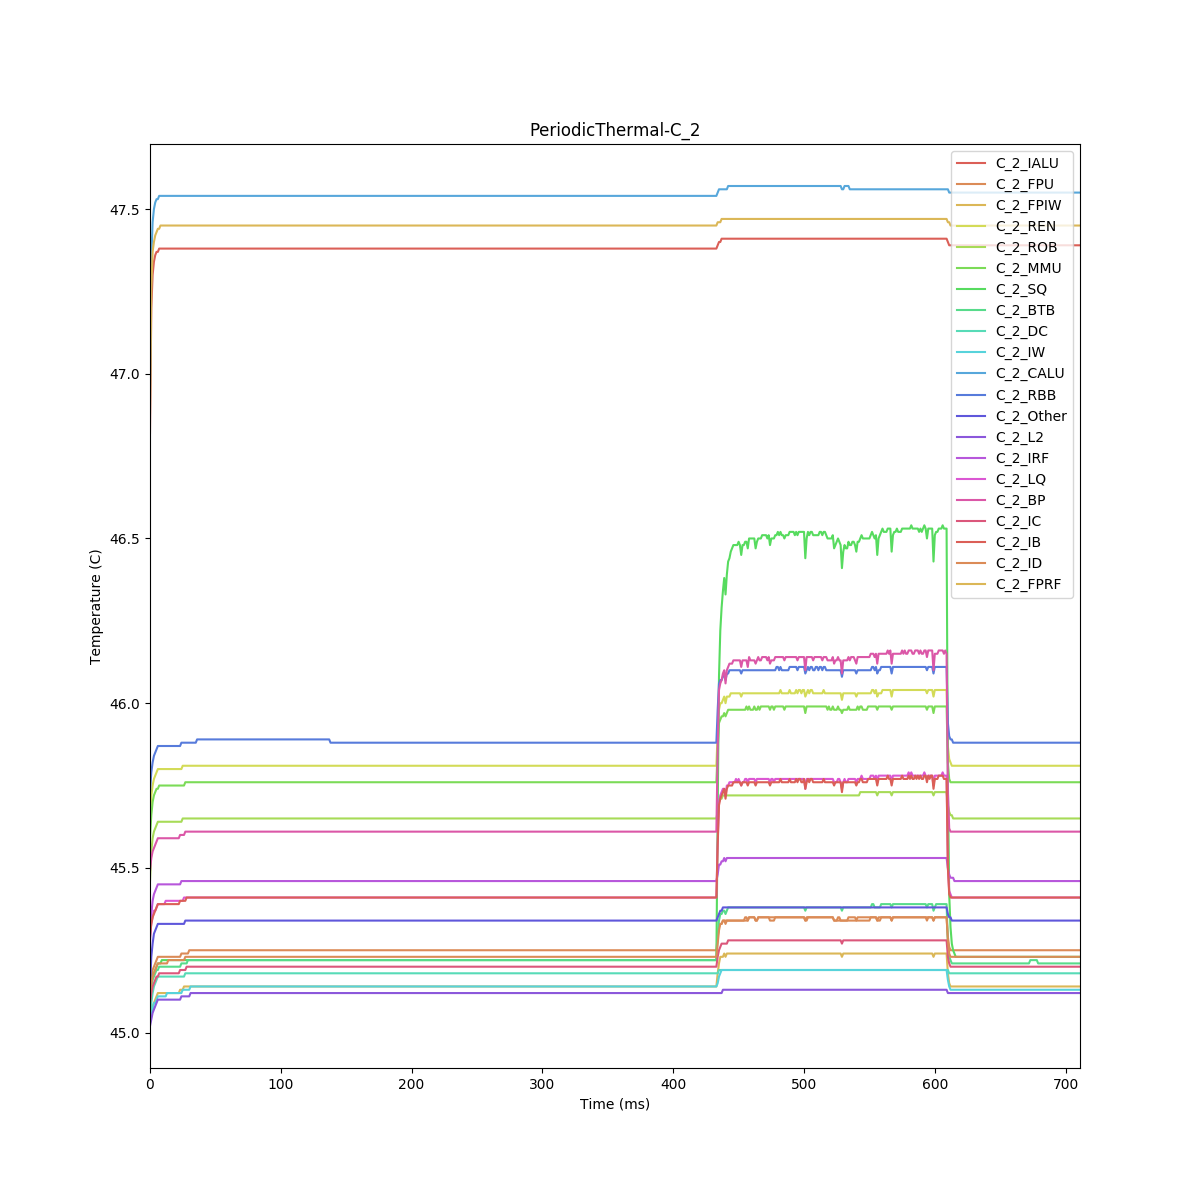 PeriodicThermal-C_2
C_2_IALU
C_2_FPU
C_2_FPIW
C_2_REN
C_2_ROB
C_2_MMU
C_2_SQ
C_2_BTB
C_2_DC
C_2_IW
C_2_CALU
C_2_RBB
C_2_Other
C_2_L2
C_2_IRF
C_2_LQ
C_2_BP
C_2_IC
C_2_IB
C_2_ID
C_2_FPRF
47.5
47.0
46.5
46.0
45.5
45.0
Temperature (C)
0 100 200 300 400 500 600 700
Time (ms)